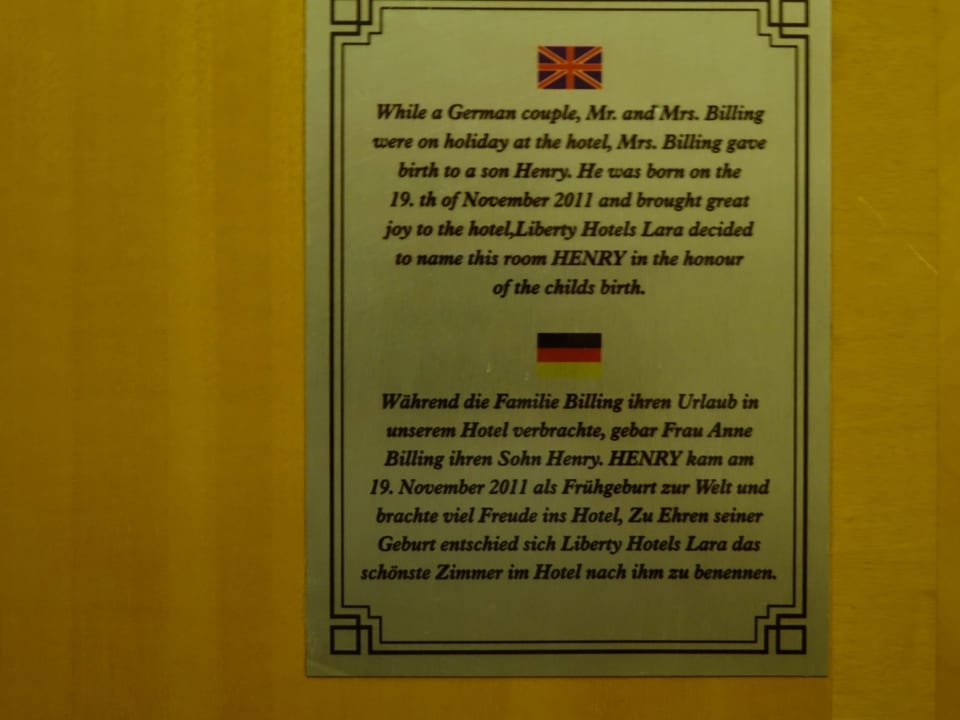 While a German couple, Mr. and Mrs. Billing
were on holiday at the hotel, Mrs. Billing gave
birth to a son Henry. He was born on the
19. th of November 2011 and brought great
joy to the hotel,Liberty Hotels Lara decided
to name this room HENRY in the honour
of the childs birth.
Während die Familie Billing ihren Urlaub in
unserem Hotel verbrachte, gebar Frau Anne
Billing ihren Sohn Henry. HENRY kam am
19. November 2011 als Frühgeburt zur Welt und
brachte viel Freude ins Hotel, Zu Ehren seiner
Geburt entschied sich Liberty Hotels Lara das
schönste Zimmer im Hotel nach ihm zu benennen.